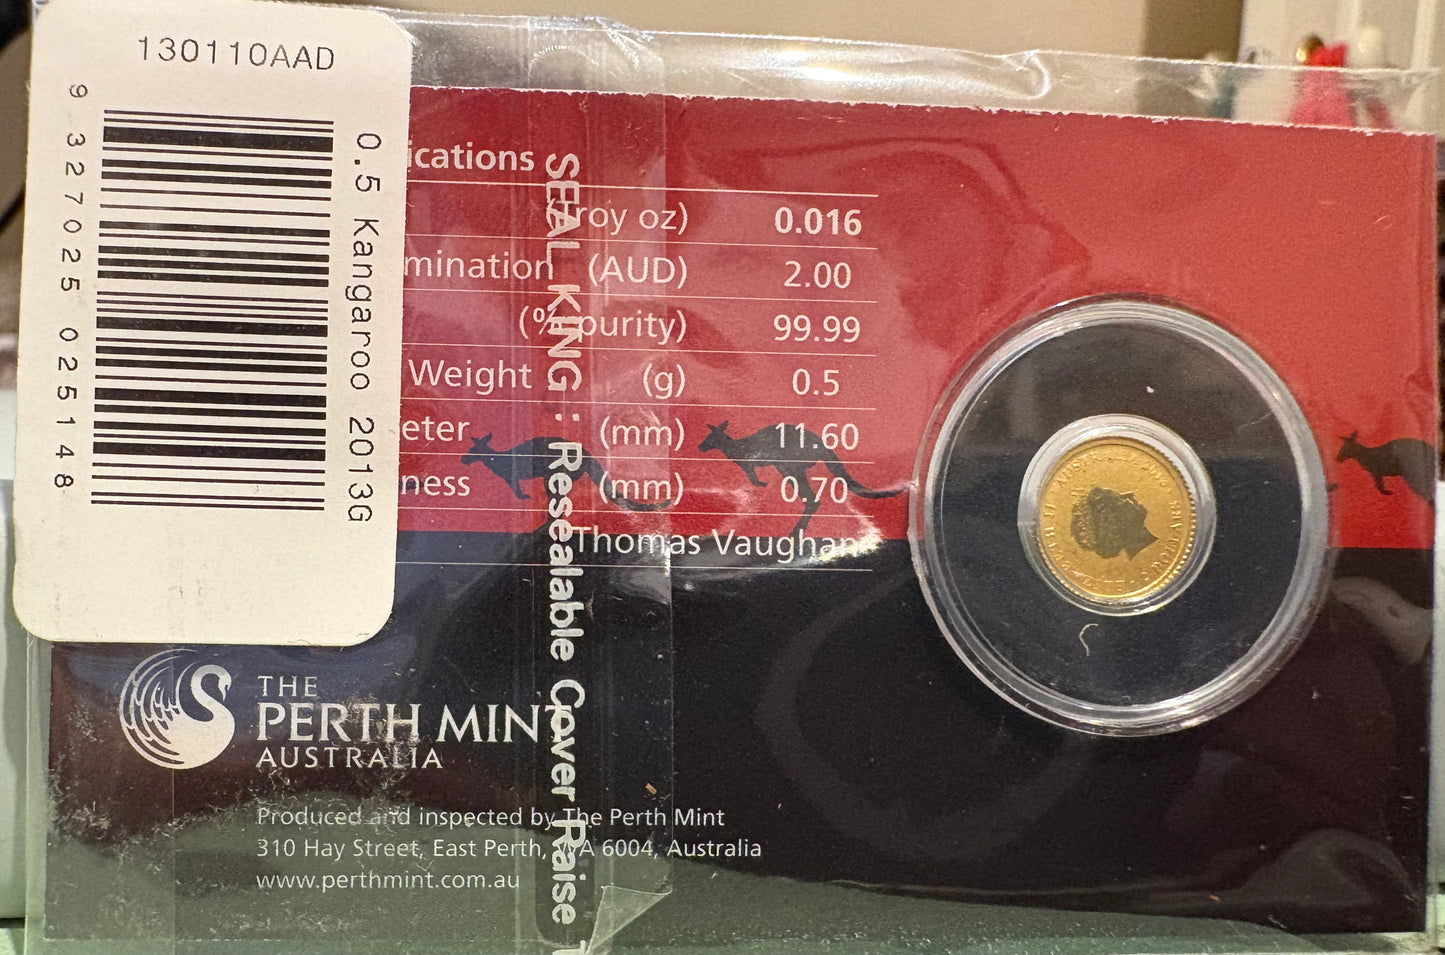 130110AAD
9 327025 025148
0.5 Kangaroo 2013G
ications
(Troy oz) 0.016
mination (AUD) 2.00
(% purity) 99.99
Weight (g) 0.5
eter (mm) 11.60
ness (mm) 0.70
Thomas Vaughan
SEAL KING : Resealable Cover Raise
THE
PERTH MINT
AUSTRALIA
Produced and inspected by The Perth Mint
310 Hay Street, East Perth, WA 6004, Australia
www.perthmint.com.au